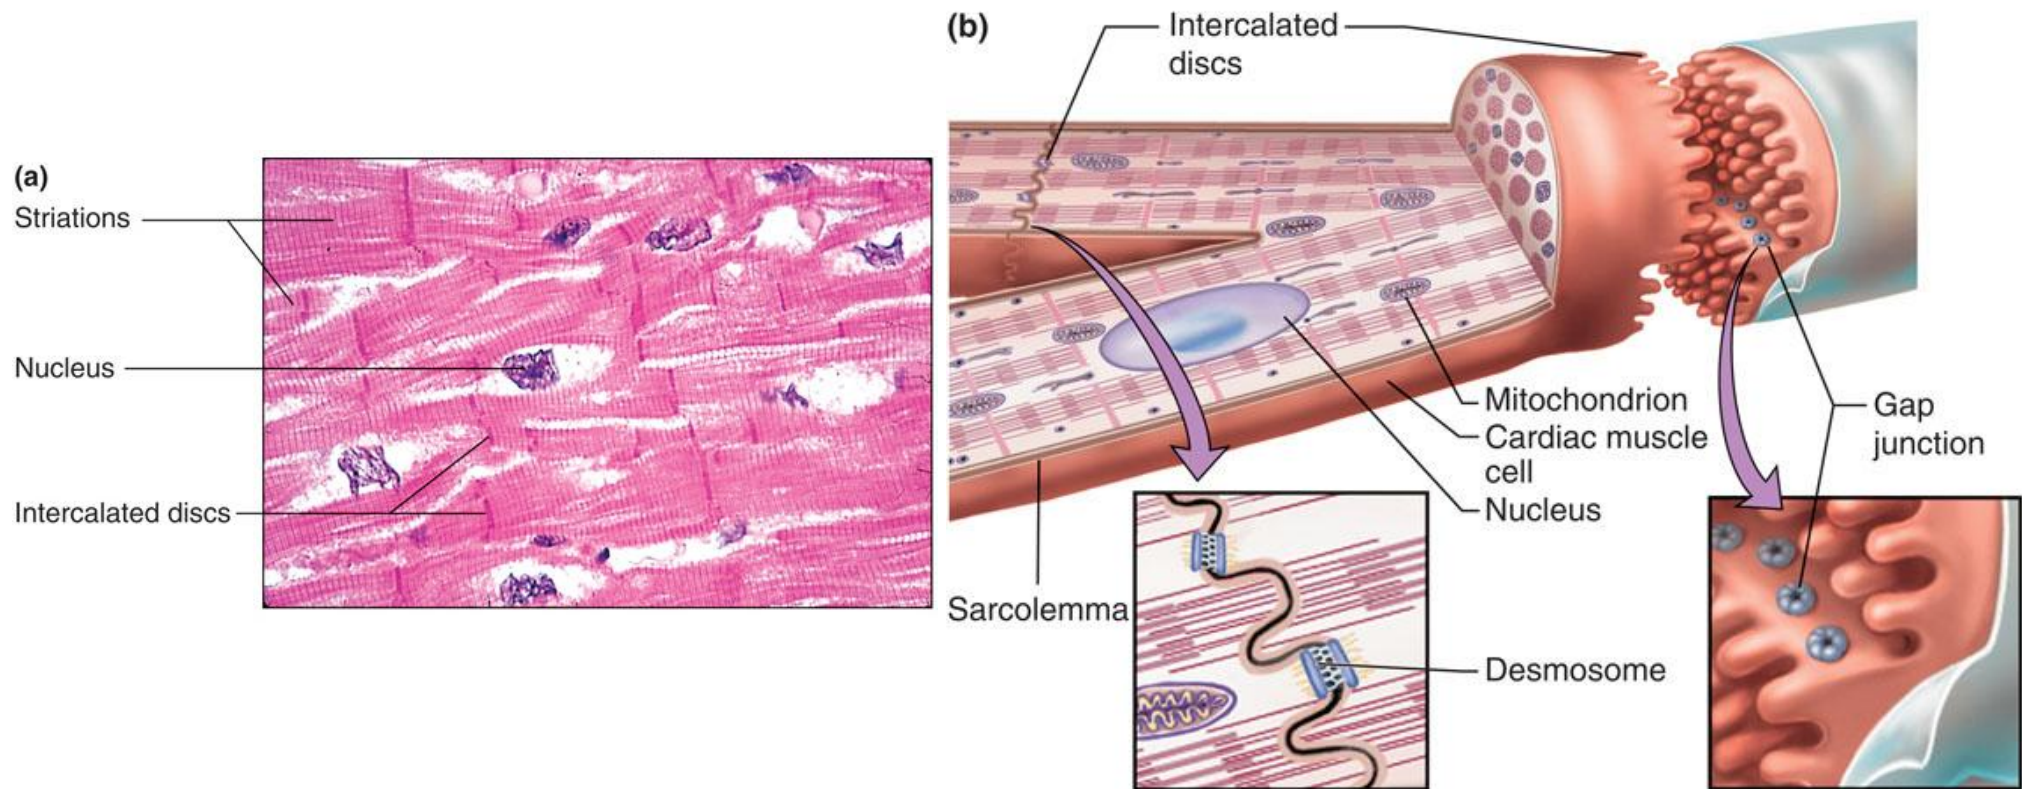 (a)
Striations
Nucleus
Intercalated discs
(b)
Intercalated
discs
Mitochondrion
Cardiac muscle
cell
Nucleus
Gap
junction
Sarcolemma
Desmosome